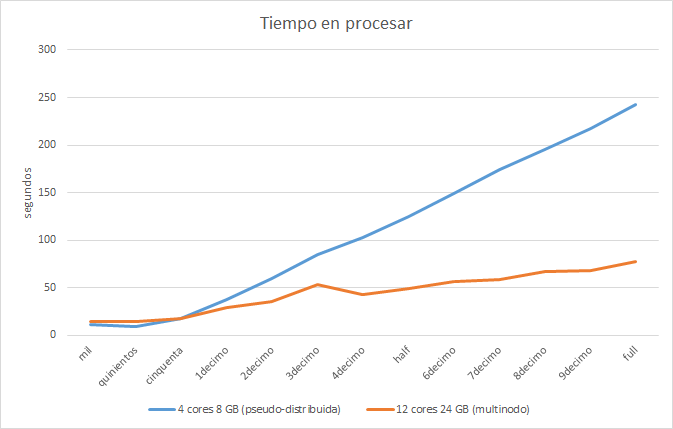 Tiempo en procesar
300
250
200
150
100
50
0
segundos
mil
quinientos
cinquenta
1decimo
2decimo
3decimo
4decimo
half
6decimo
7decimo
8decimo
9decimo
full
4 cores 8 GB (pseudo-distribuida)
12 cores 24 GB (multinodo)